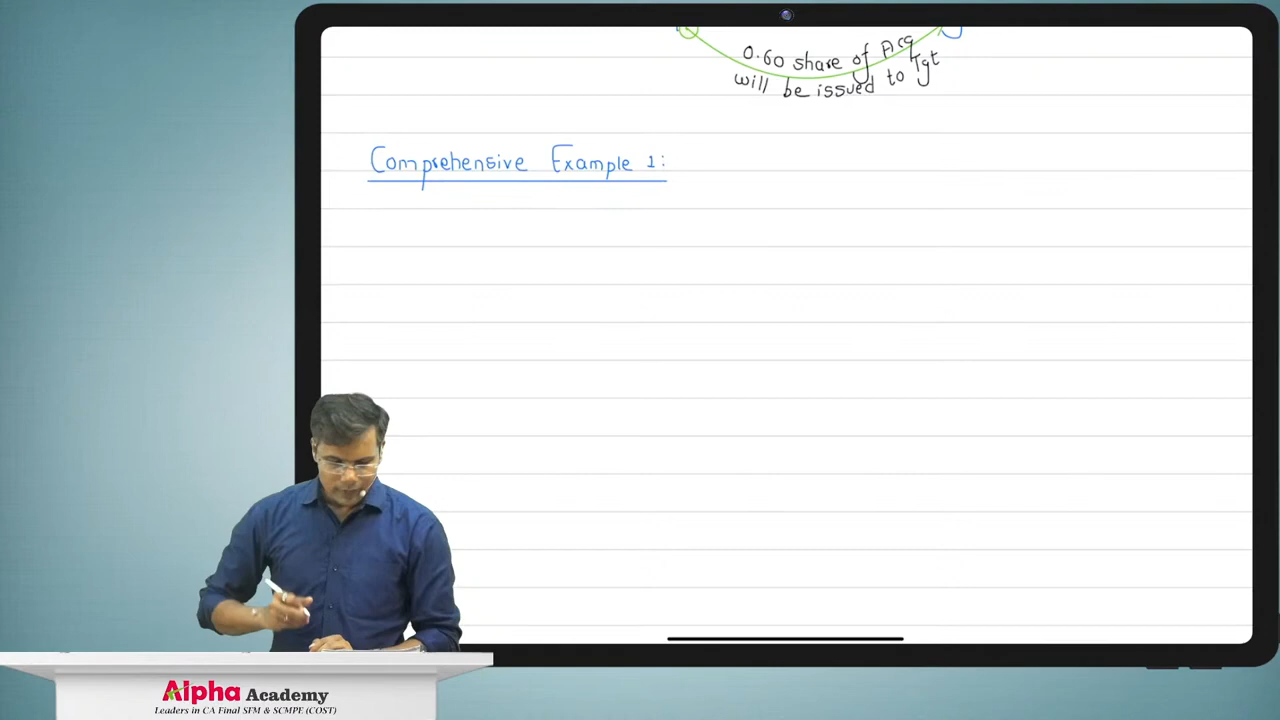 0.60 share of Acq
will be issued to Tgt
Comprehensive Example 1:
Alpha Academy
Leaders in CA Final SFM & SCMPE (COST)